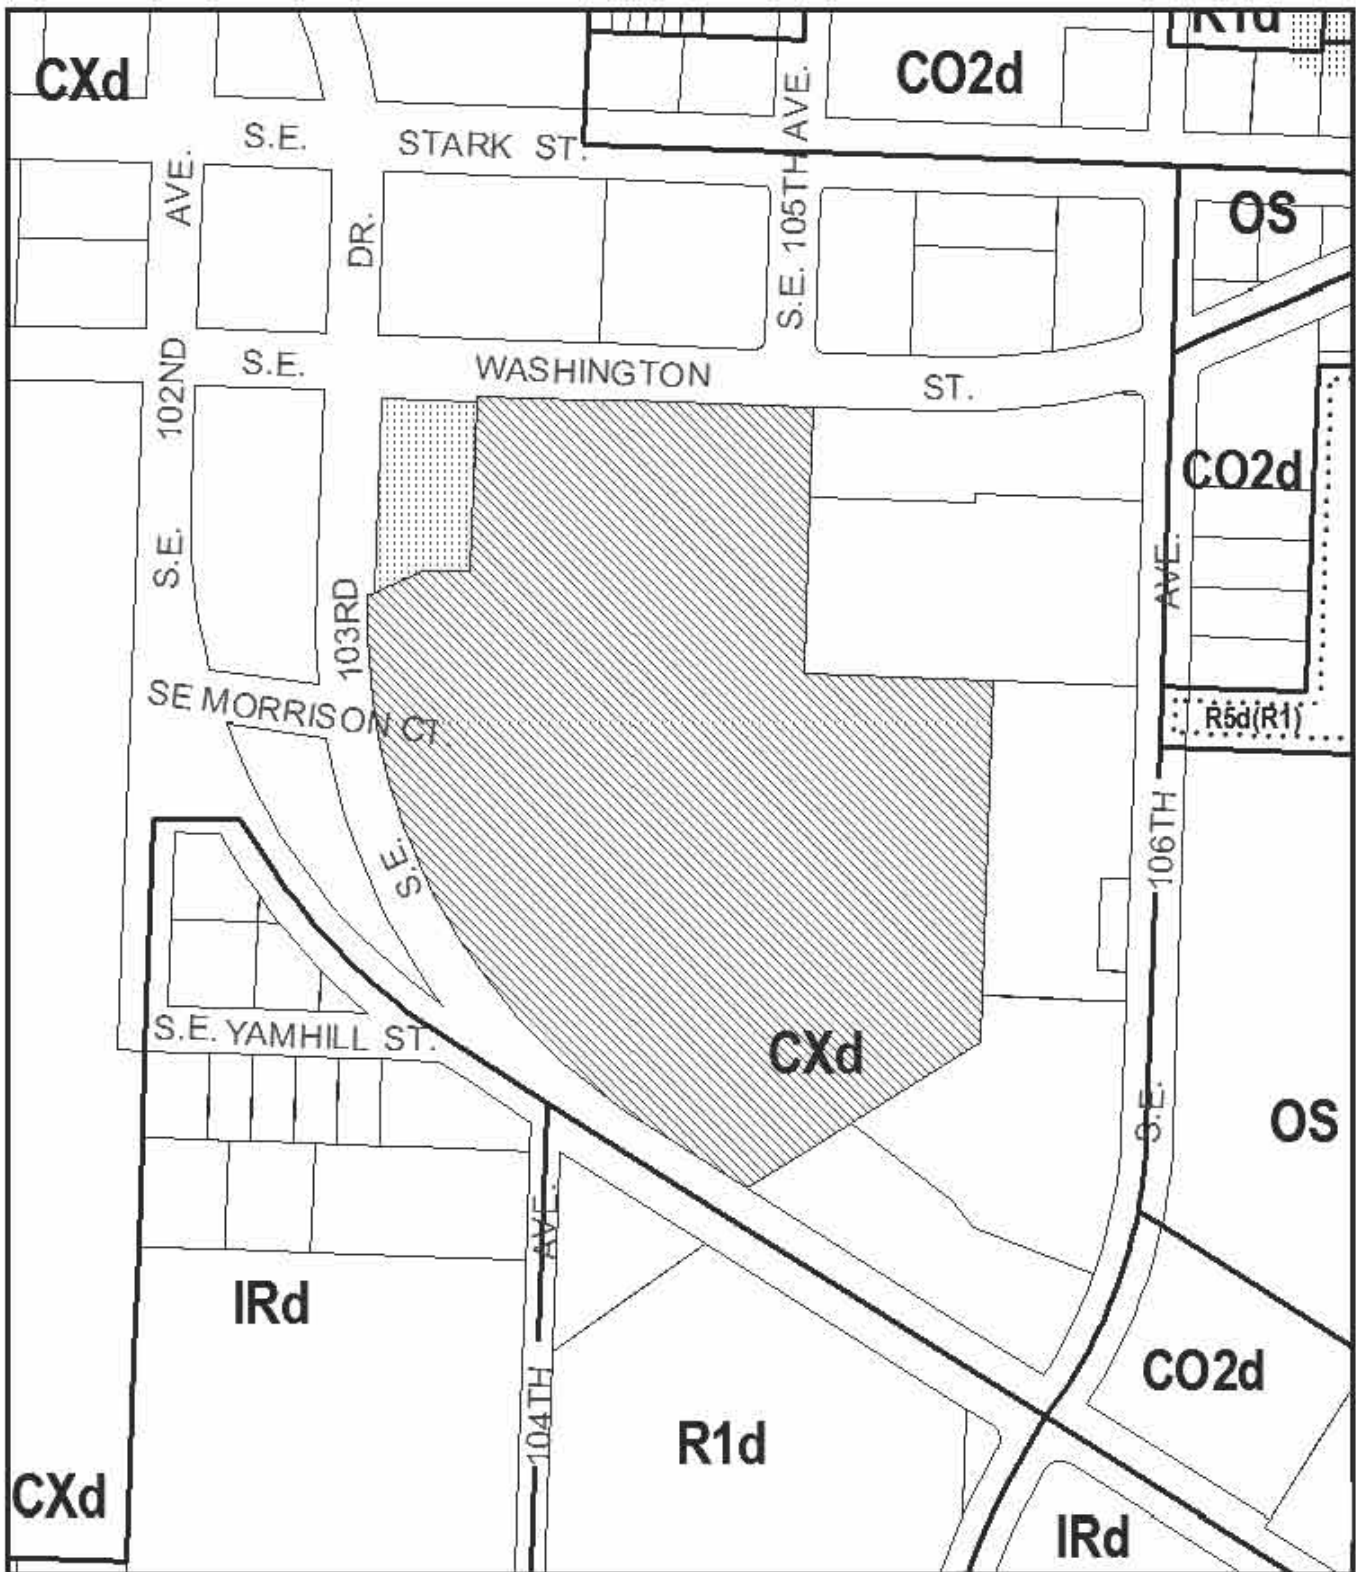 R1d
CXd
CO2d
S.E. STARK ST.
S.E. 105TH AVE.
OS
DR.
S.E. 102ND AVE.
S.E. WASHINGTON ST.
CO2d
S.E.
103RD
S.E.
SE MORRISON CT.
R5d(R1)
S.E. 106TH AVE.
S.E. YAMHILL ST.
CXd
OS
104TH AVE.
IRd
CO2d
R1d
CXd
IRd